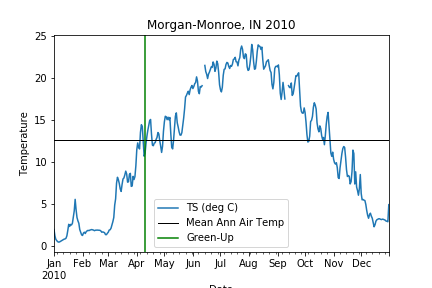 Morgan-Monroe, IN 2010
25
20
15
10
5
0
Temperature
TS (deg C)
Mean Ann Air Temp
Green-Up
Jan Feb Mar Apr May Jun Jul Aug Sep Oct Nov Dec
2010